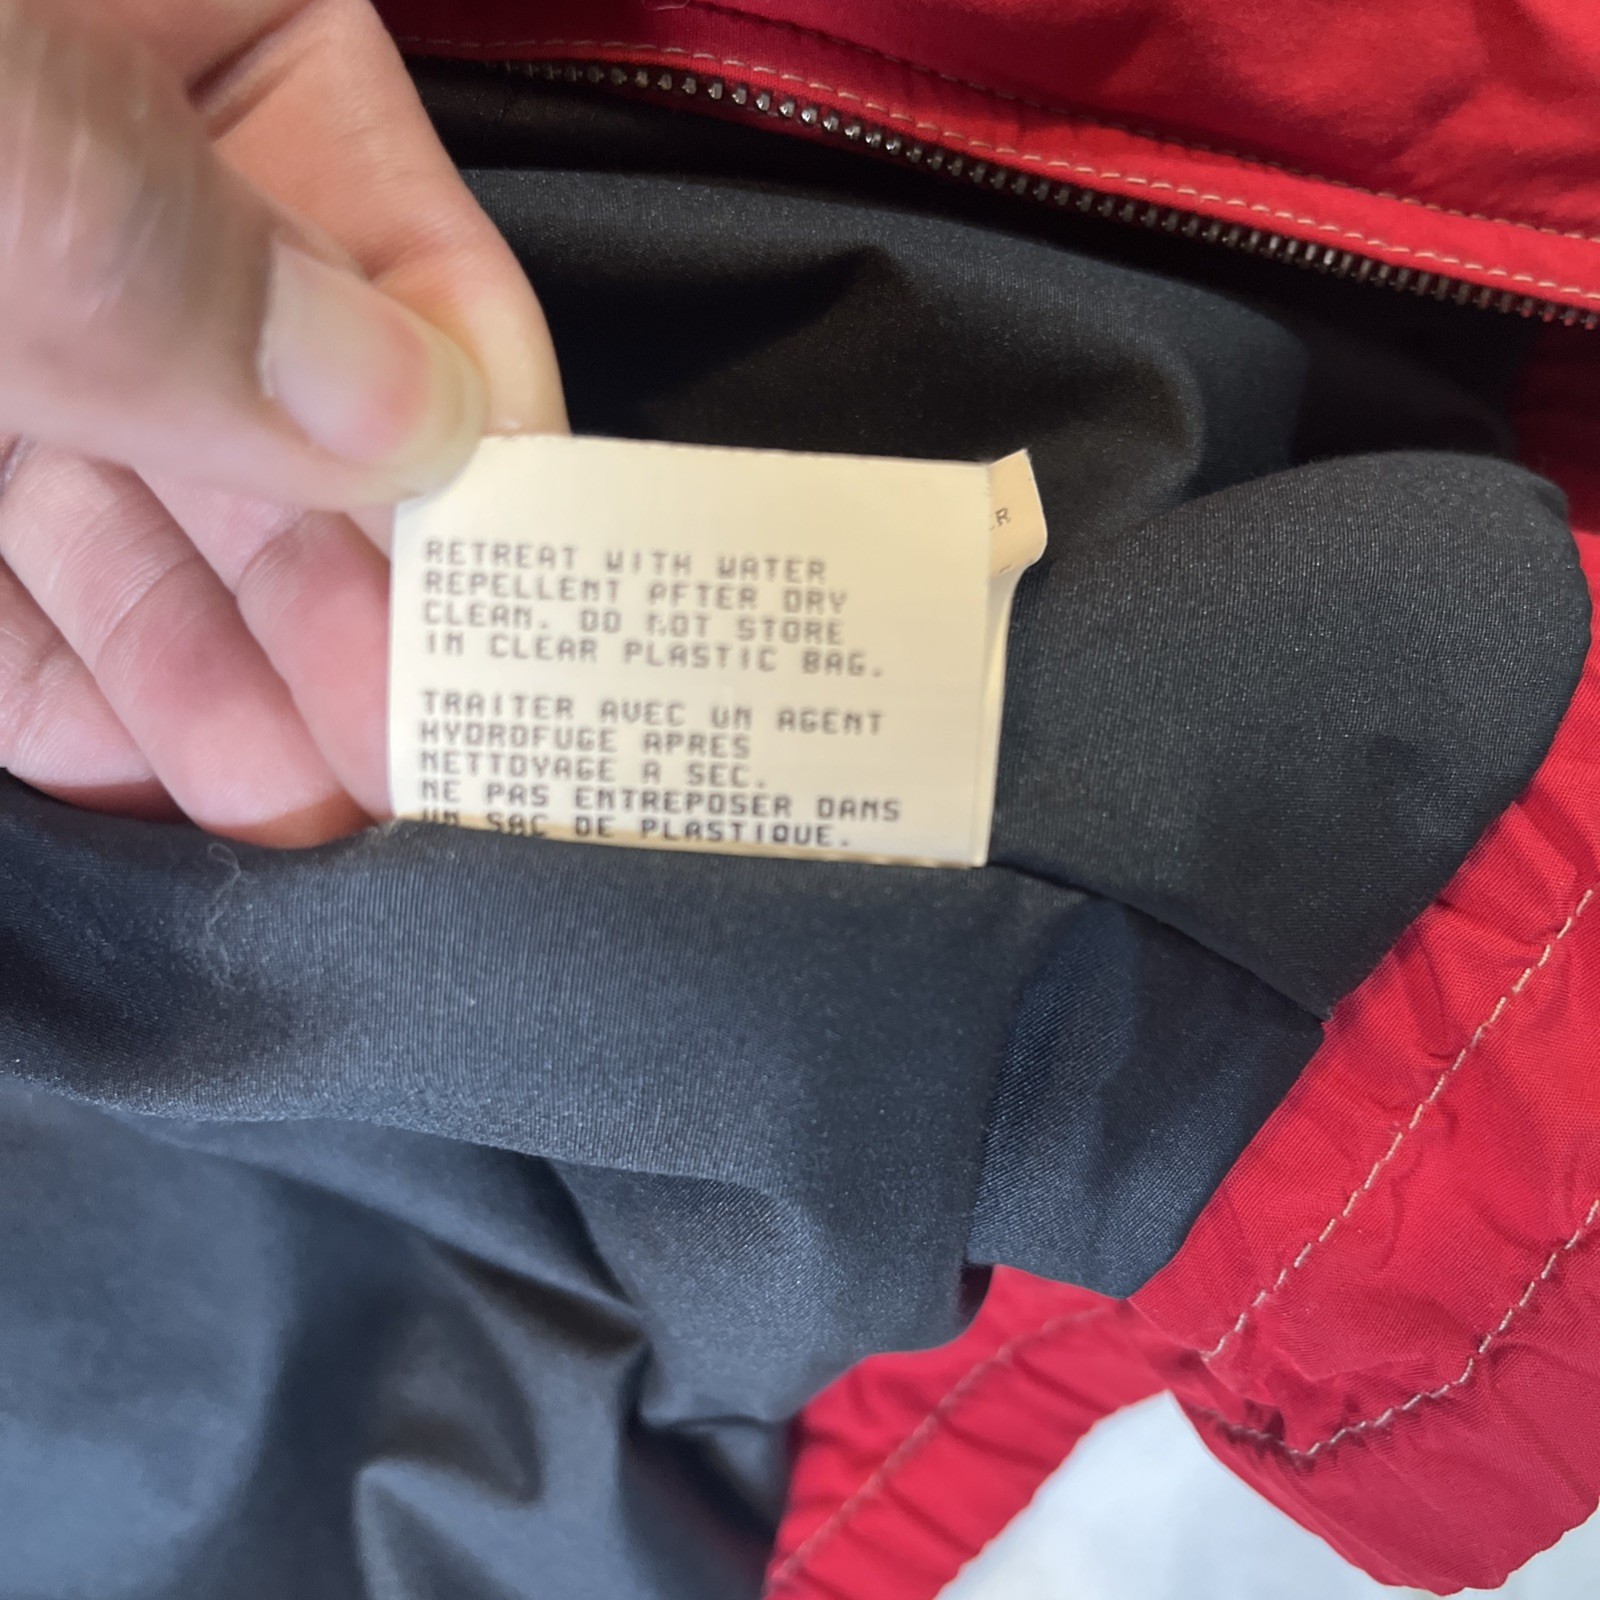 RETREAT WITH WATER
REPELLENT AFTER DRY
CLEAN. DO NOT STORE
IN CLEAR PLASTIC BAG.
TRAITER AVEC UN AGENT
HYDROFUGE APRES
NETTOYAGE A SEC.
NE PAS ENTREPOSER DANS
UN SAC DE PLASTIQUE.